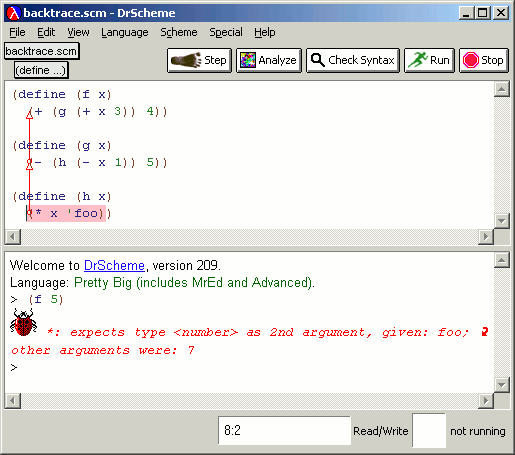 backtrace.scm - DrScheme
File Edit View Language Scheme Special Help
backtrace.scm
(define ...)
Step Analyze Check Syntax Run Stop
(define (f x)
(+ (g (+ x 3)) 4))
(define (g x)
(- (h (- x 1)) 5))
(define (h x)
(* x 'foo))
Welcome to DrScheme, version 209.
Language: Pretty Big (includes MrEd and Advanced).
> (f 5)
*: expects type <number> as 2nd argument, given: foo;
other arguments were: 7
>
8:2 Read/Write not running